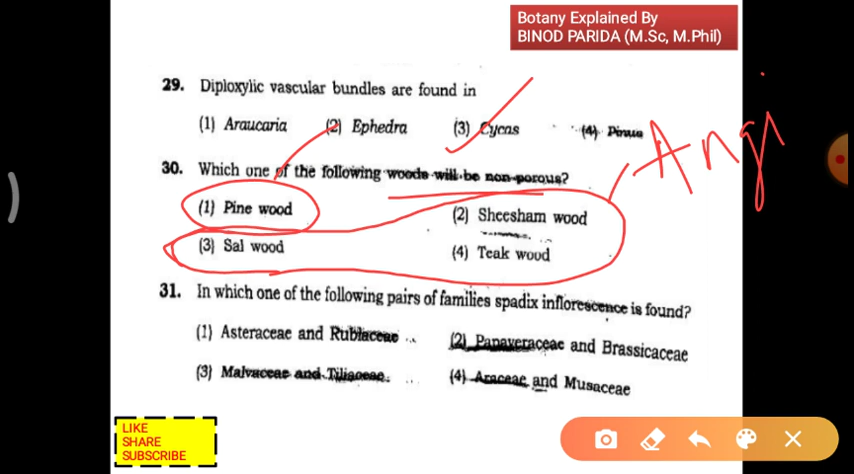 Botany Explained By
BINOD PARIDA (M.Sc, M.Phil)
29. Diploxylic vascular bundles are found in
(1) Araucaria (2) Ephedra (3) Cycas (4) Pinus
30. Which one of the following woods will be non-porous?
(1) Pine wood (2) Sheesham wood
(3) Sal wood (4) Teak wood
Angi
31. In which one of the following pairs of families spadix inflorescence is found?
(1) Asteraceae and Rubiaceae (2) Papaveraceae and Brassicaceae
(3) Malvaceae and Tiliaceae. (4) Araceae and Musaceae
LIKE
SHARE
SUBSCRIBE